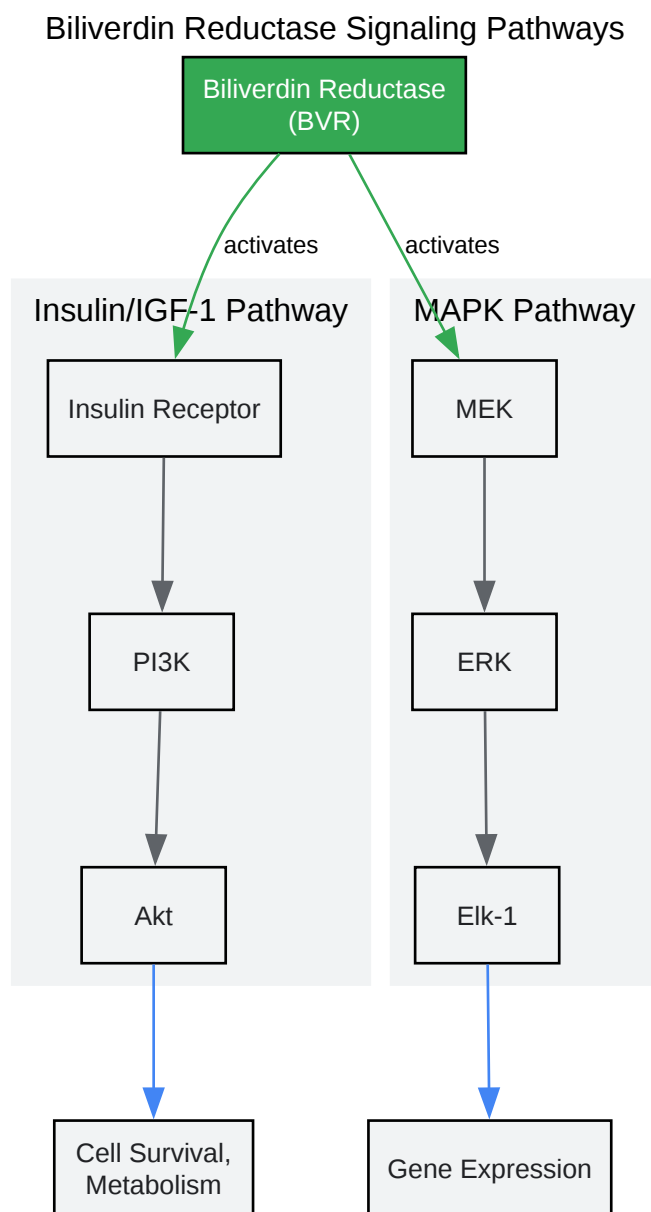 Biliverdin Reductase Signaling Pathways
Biliverdin Reductase
(BVR)
activates
activates
Insulin/IGF-1 Pathway
MAPK Pathway
Insulin Receptor
MEK
PI3K
ERK
Akt
Elk-1
Cell Survival,
Metabolism
Gene Expression